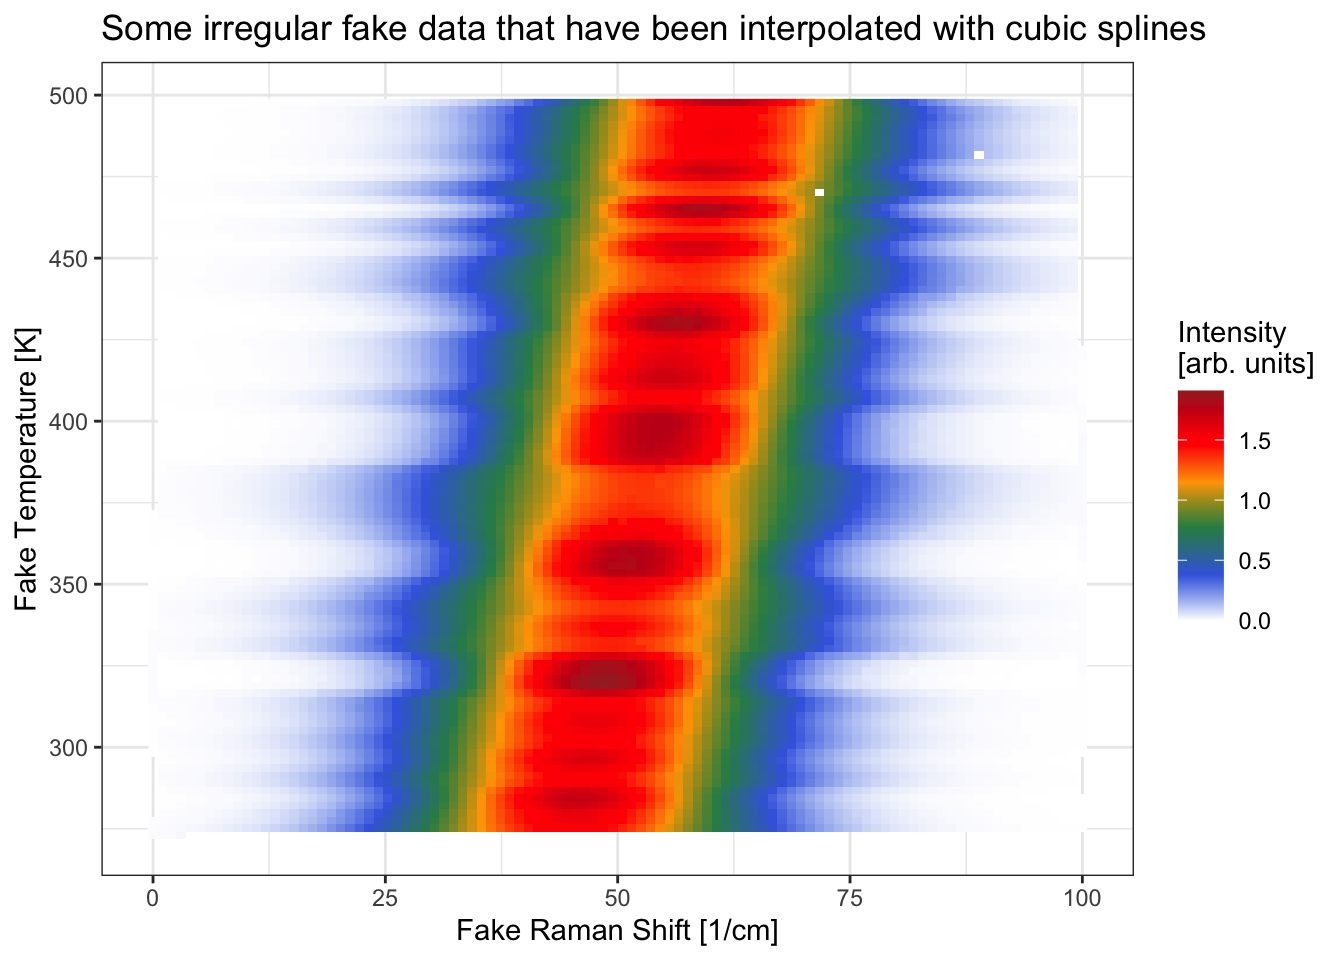 Some irregular fake data that have been interpolated with cubic splines
Fake Temperature [K]
500
450
400
350
300
0 25 50 75 100
Fake Raman Shift [1/cm]
Intensity
[arb. units]
1.5
1.0
0.5
0.0